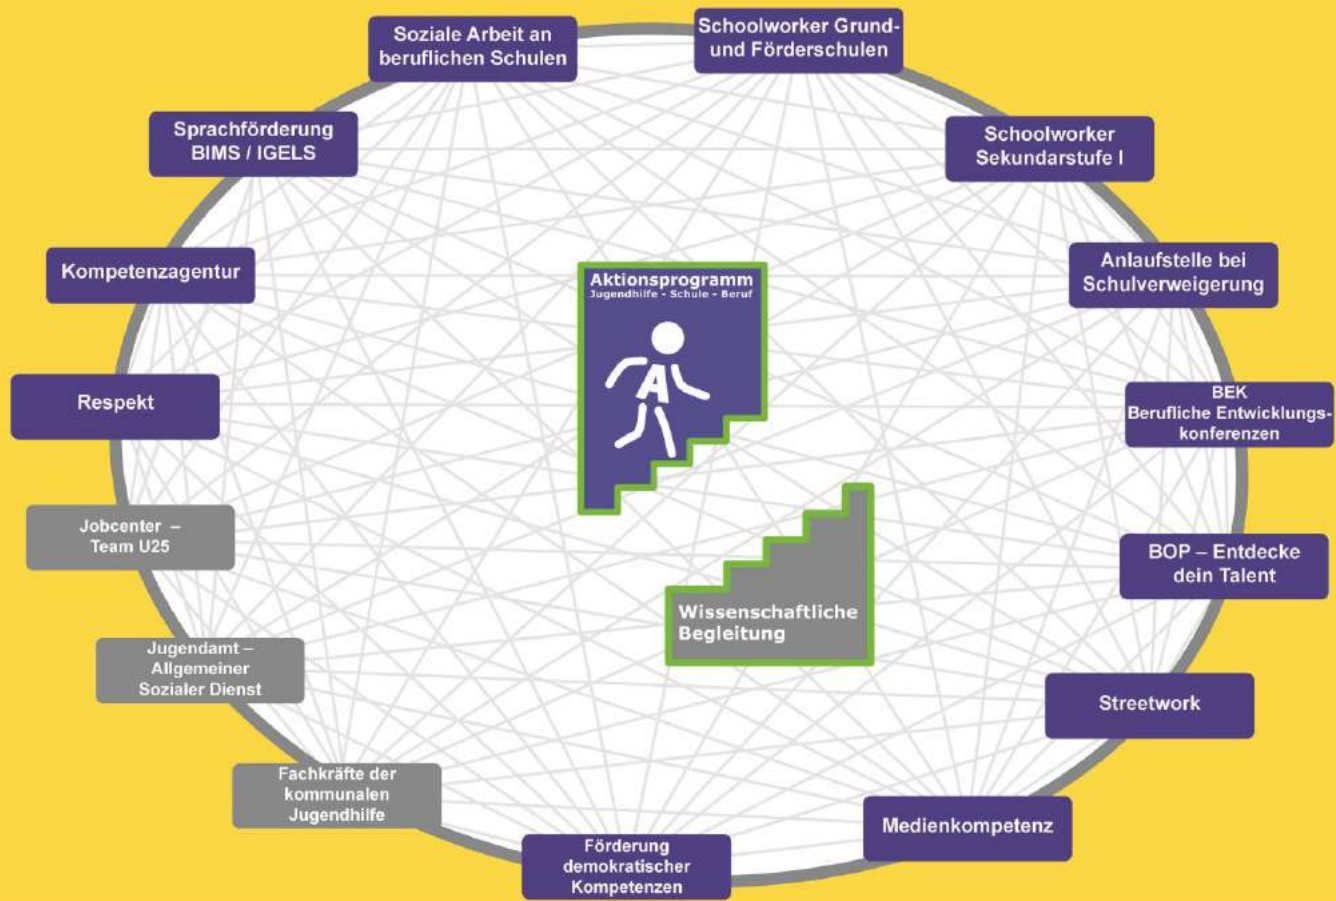 Soziale Arbeit an
beruflichen Schulen
Schoolworker Grund-
und Förderschulen
Sprachförderung
BIMS / IGELS
Schoolworker
Sekundarstufe I
Kompetenzagentur
Anlaufstelle bei
Schulverweigerung
Aktionsprogramm
Jugendhilfe - Schule - Beruf
A
Respekt
BEK
Berufliche Entwicklungs-
konferenzen
Jobcenter –
Team U25
BOP – Entdecke
dein Talent
Wissenschaftliche
Begleitung
Jugendamt –
Allgemeiner
Sozialer Dienst
Streetwork
Fachkräfte der
kommunalen
Jugendhilfe
Medienkompetenz
Förderung
demokratischer
Kompetenzen